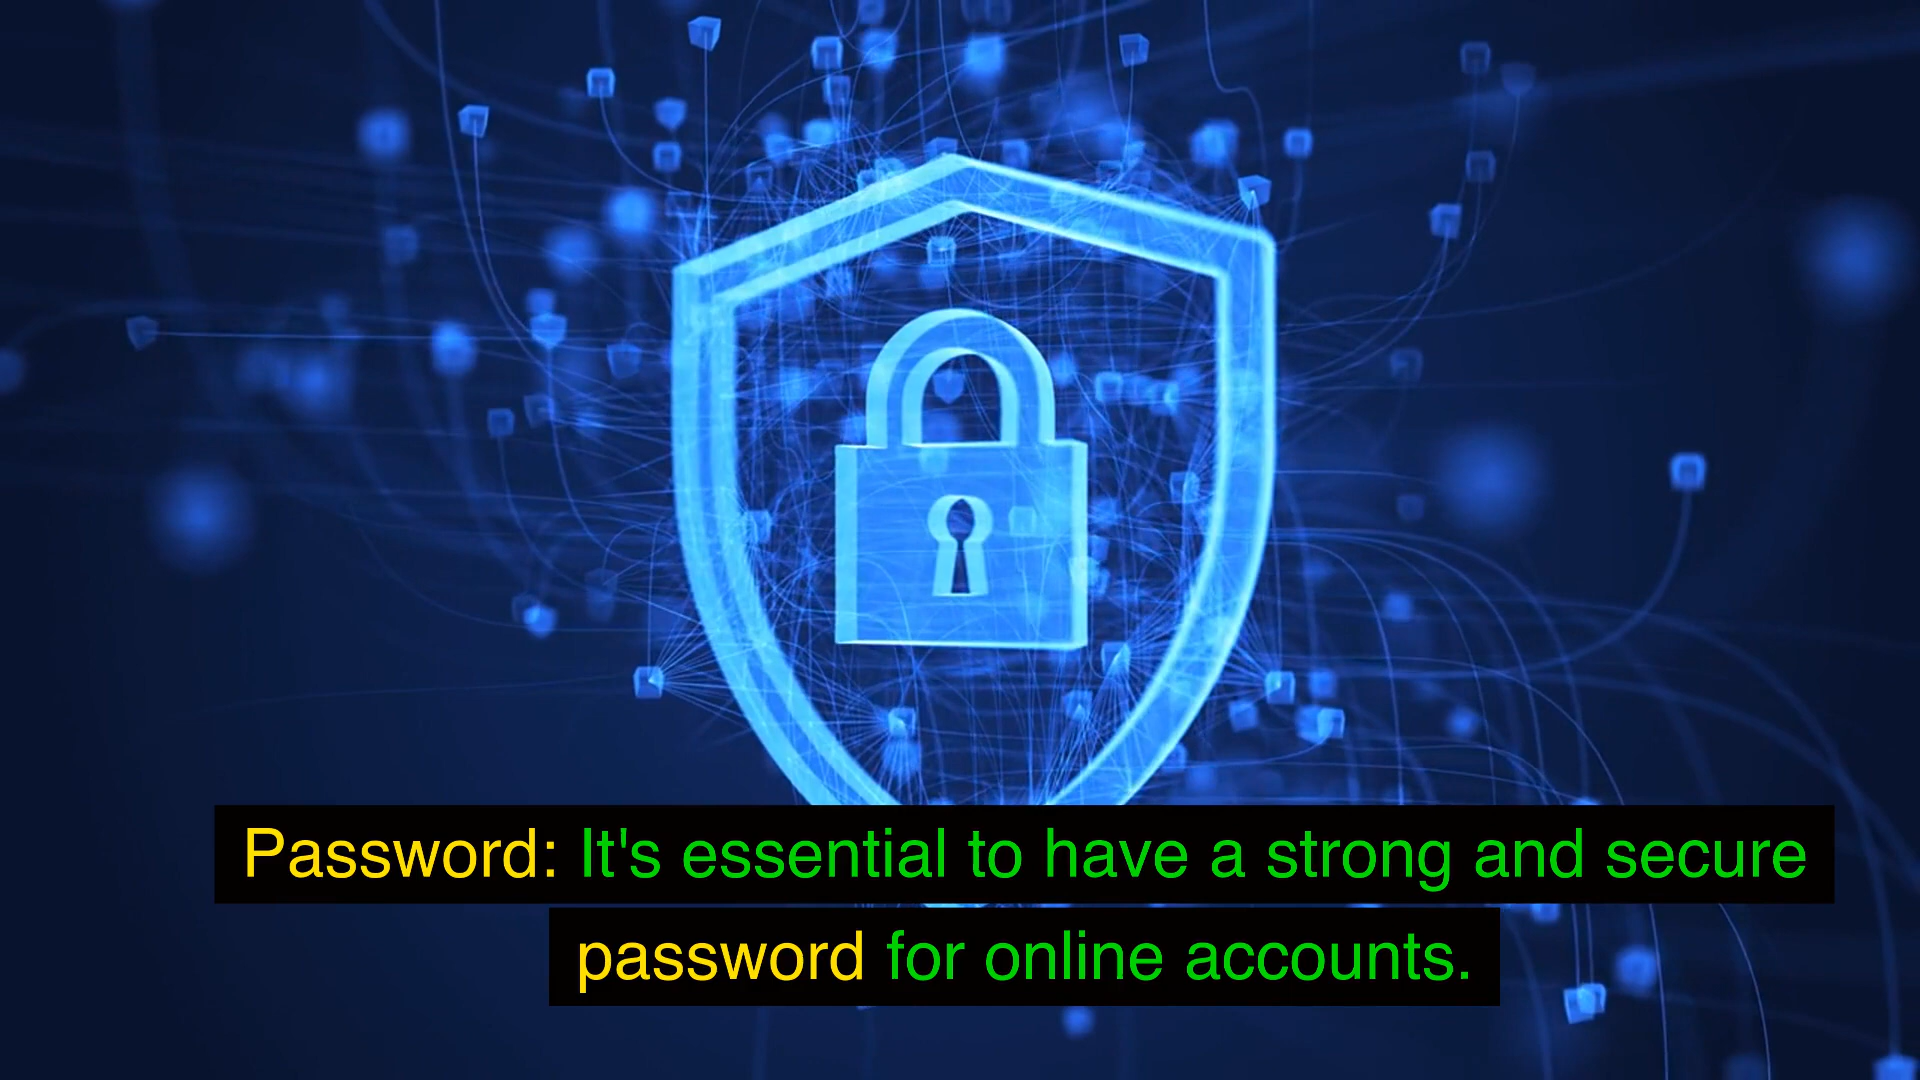 Password: It's essential to have a strong and secure
password for online accounts.